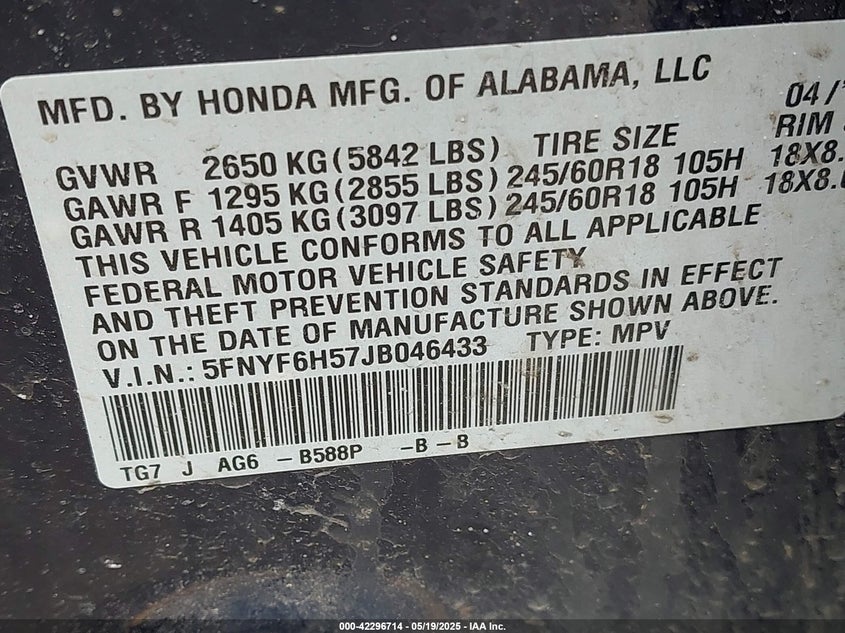 MFD. BY HONDA MFG. OF ALABAMA, LLC 04/
GVWR 2650 KG(5842 LBS) TIRE SIZE RIM
GAWR F 1295 KG(2855 LBS) 245/60R18 105H 18X8.
GAWR R 1405 KG(3097 LBS) 245/60R18 105H 18X8.
THIS VEHICLE CONFORMS TO ALL APPLICABLE
FEDERAL MOTOR VEHICLE SAFETY
AND THEFT PREVENTION STANDARDS IN EFFECT
ON THE DATE OF MANUFACTURE SHOWN ABOVE.
V.I.N.: 5FNYF6H57JB046433 TYPE: MPV
TG7 J AG6 -B588P -B-B
000-42296714 - 05/19/2025 - IAA Inc.